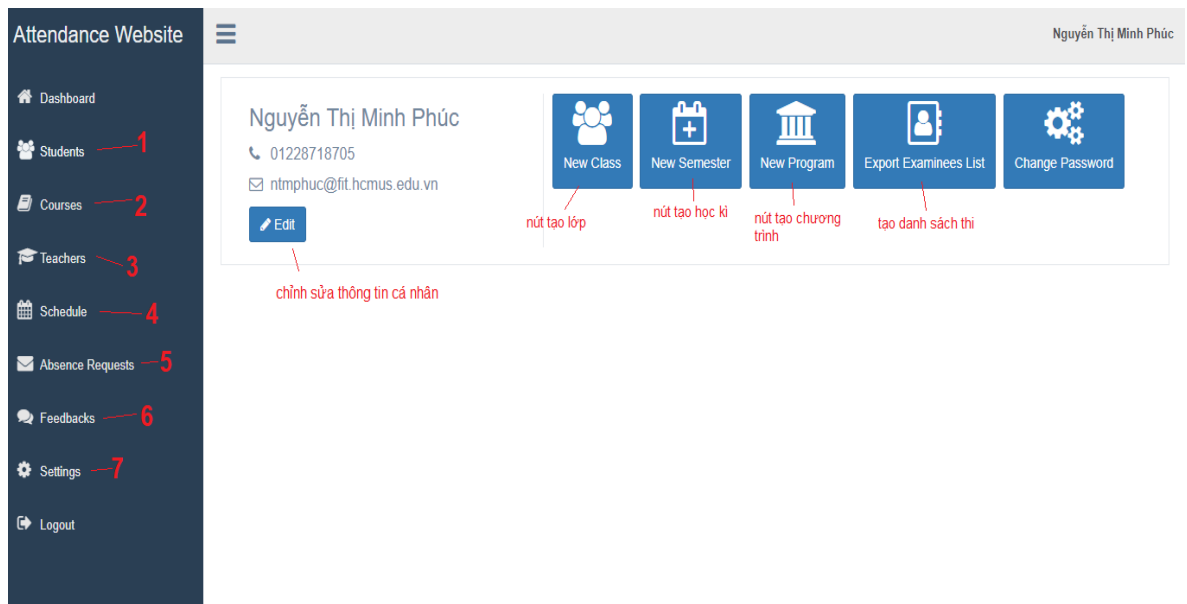 Attendance Website
Nguyễn Thị Minh Phúc
Dashboard
Students 1
Courses 2
Teachers 3
Schedule 4
Absence Requests 5
Feedbacks 6
Settings 7
Logout
Nguyễn Thị Minh Phúc
01228718705
ntmphuc@fit.hcmus.edu.vn
Edit
chỉnh sửa thông tin cá nhân
New Class
New Semester
New Program
Export Examinees List
Change Password
nút tạo lớp
nút tạo học kì
nút tạo chương
trình
tạo danh sách thi